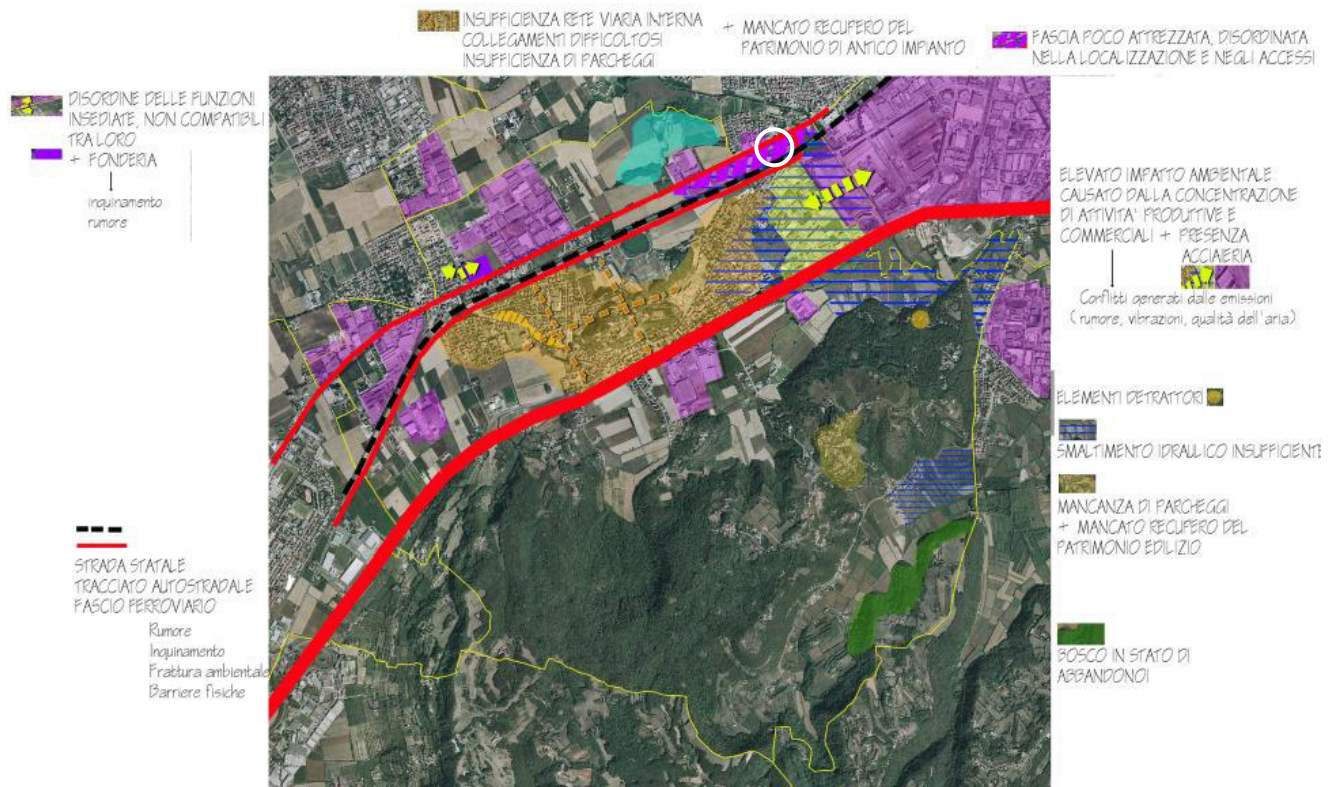 INSUFFICIENZA RETE VIARIA INTERNA
COLLEGAMENTI DIFFICOLTOSI
INSUFFICIENZA DI PARCHEGGI
+ MANCATO RECUFERO DEL
PATRIMONIO DI ANTICO IMPIANTO
FASCIA POCO ATTREZZATA, DISORDINATA
NELLA LOCALIZZAZIONE E NEGLI ACCESSI
DISORDINE DELLE FUNZIONI
INSEDIATE, NON COMPATIBILI
TRA LORO
+ FONDERIA
inquinamento
rumore
ELEVATO IMPATTO AMBIENTALE
CAUSATO DALLA CONCENTRAZIONE
DI ATTIVITA' PRODUTTIVE E
COMMERCIALI + PRESENZA
ACCIAIERIA
Conflitti generati dalle emissioni
(rumore, vibrazioni, qualità dell'aria)
ELEMENTI DETRATTORI
SMALTIMENTO IDRAULICO INSUFFICIENTE
MANCANZA DI PARCHEGGI
+ MANCATO RECUPERO DEL
PATRIMONIO EDILIZIO
STRADA STATALE
TRACCIATO AUTOSTRADALE
FASCIO FERROVIARIO
Rumore
Inquinamento
Frattura ambientale
Barriere fisiche
BOSCO IN STATO DI
ABBANDONOI